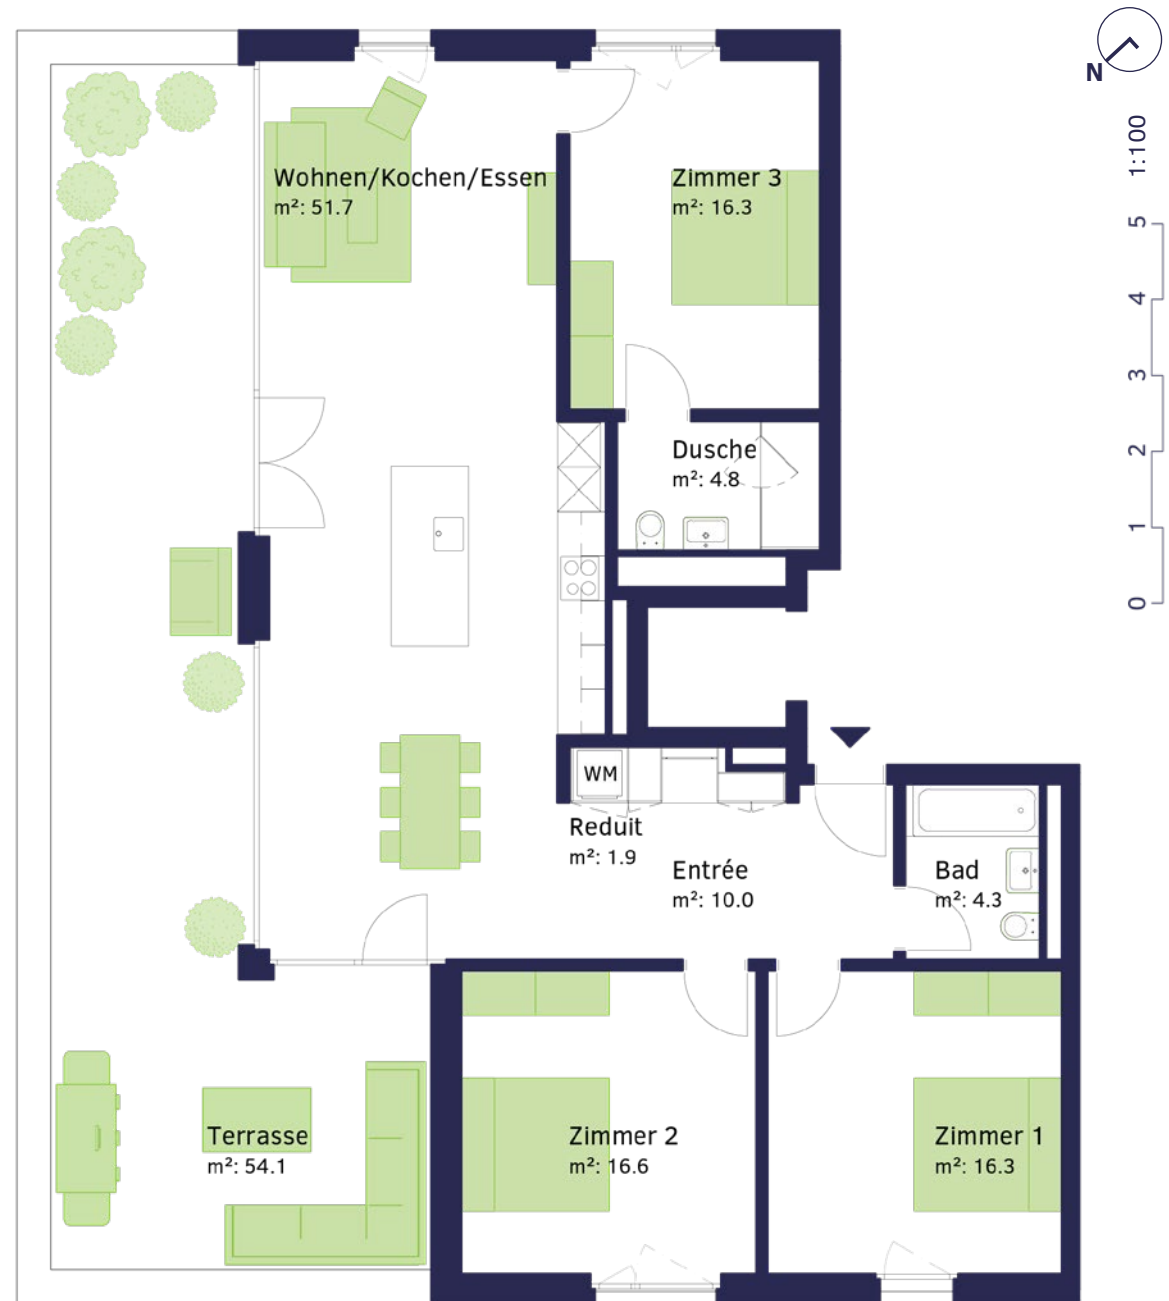 N
1:100
5
4
3
2
1
0
Wohnen/Kochen/Essen
m²: 51.7
Zimmer 3
m²: 16.3
Dusche
m²: 4.8
WM
Reduit
m²: 1.9
Entrée
m²: 10.0
Bad
m²: 4.3
Terrasse
m²: 54.1
Zimmer 2
m²: 16.6
Zimmer 1
m²: 16.3